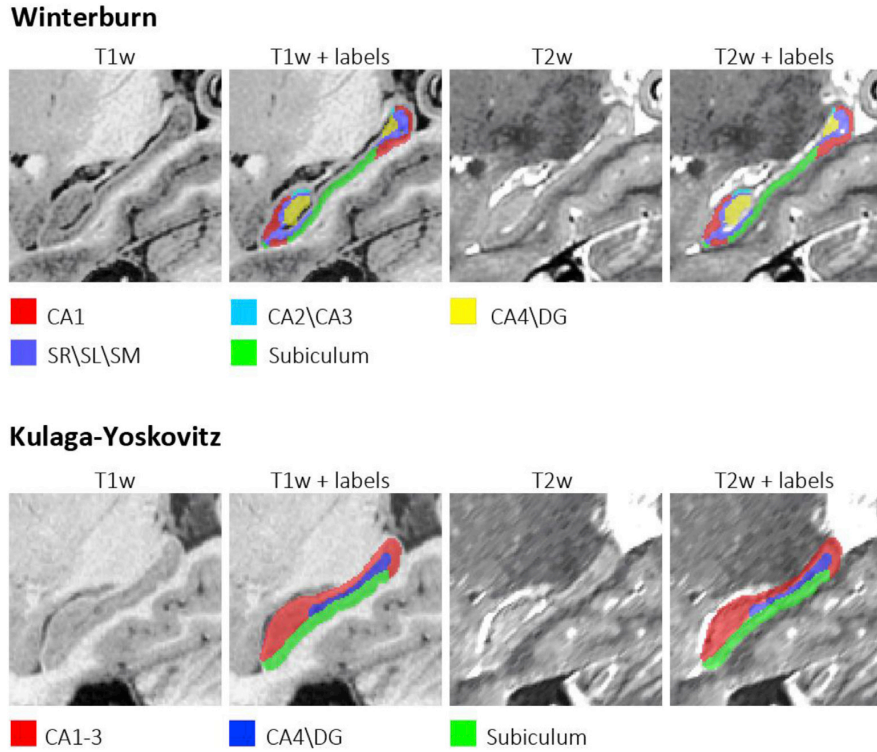 Winterburn
T1w T1w + labels T2w T2w + labels
CA1 CA2\CA3 CA4\DG
SR\SL\SM Subiculum
Kulaga-Yoskovitz
T1w T1w + labels T2w T2w + labels
CA1-3 CA4\DG Subiculum